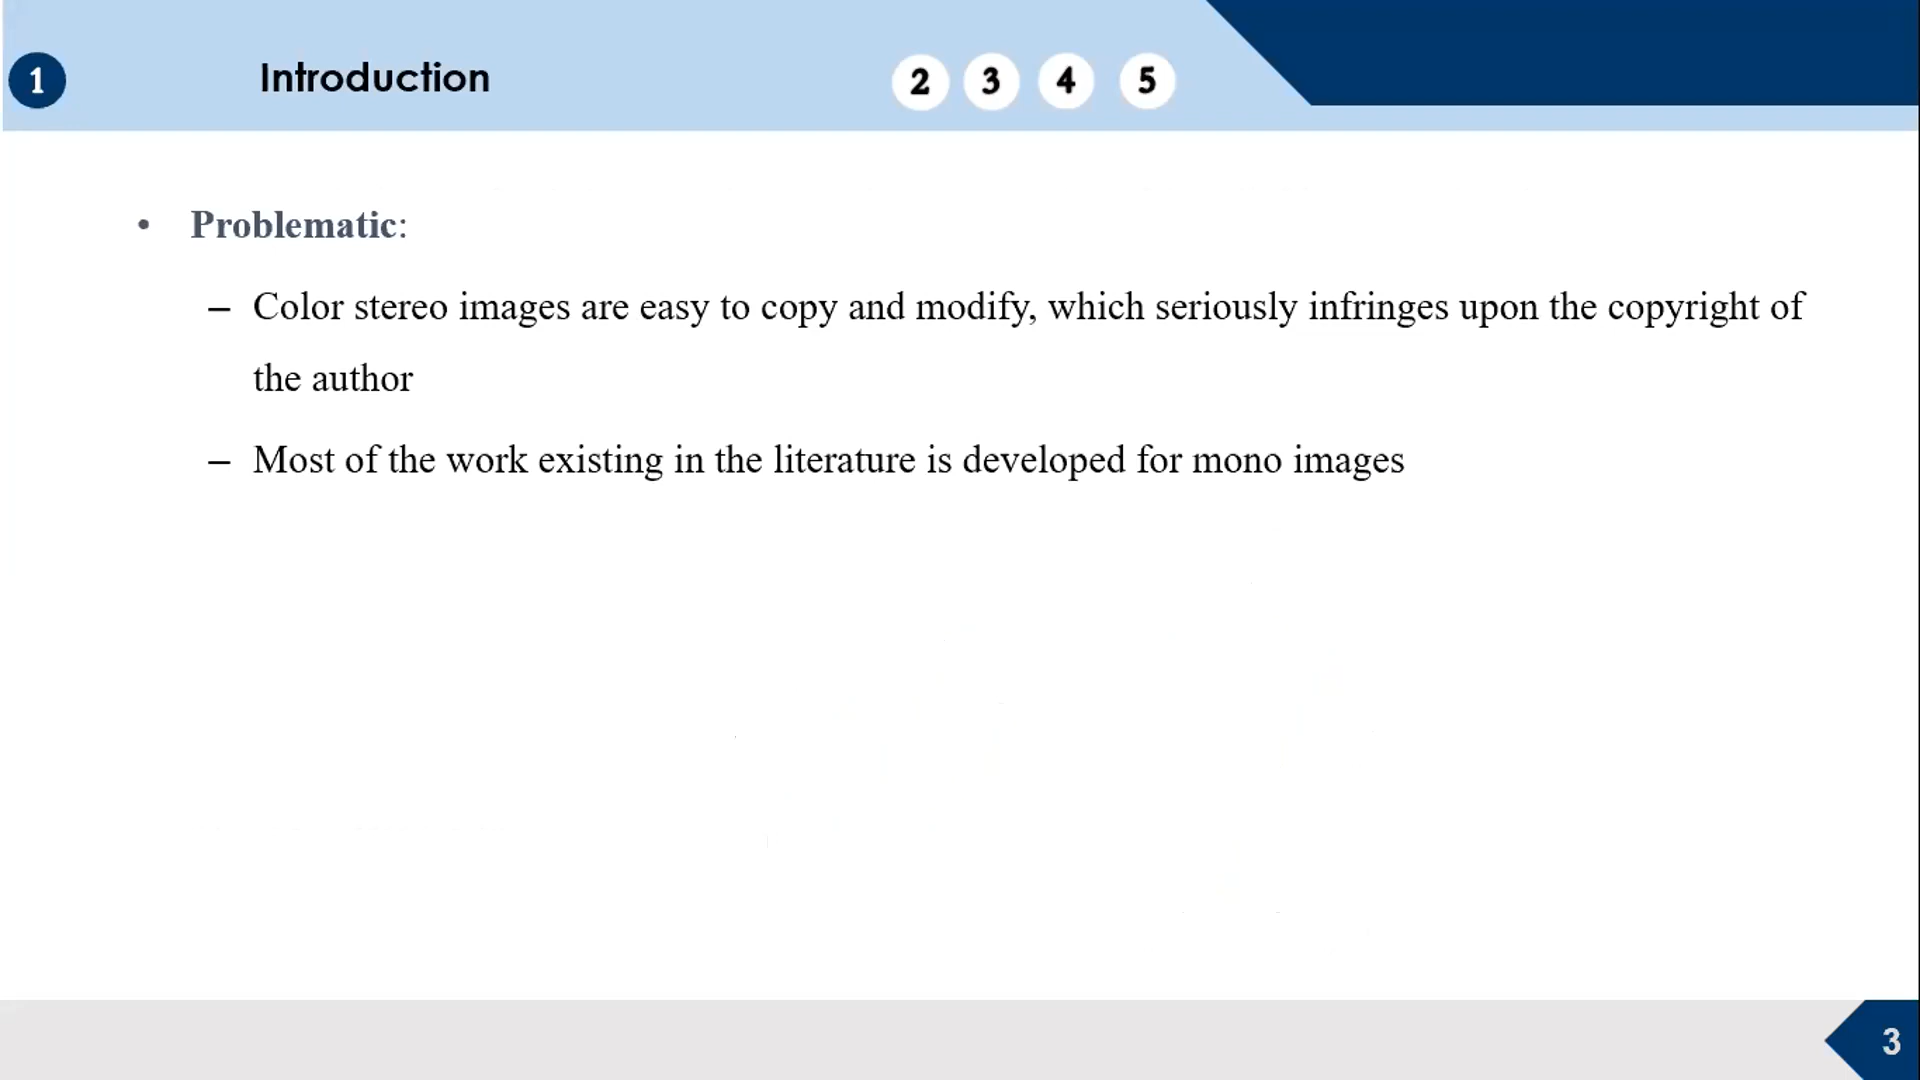 1 Introduction 2 3 4 5
• Problematic:
– Color stereo images are easy to copy and modify, which seriously infringes upon the copyright of
the author
– Most of the work existing in the literature is developed for mono images
3